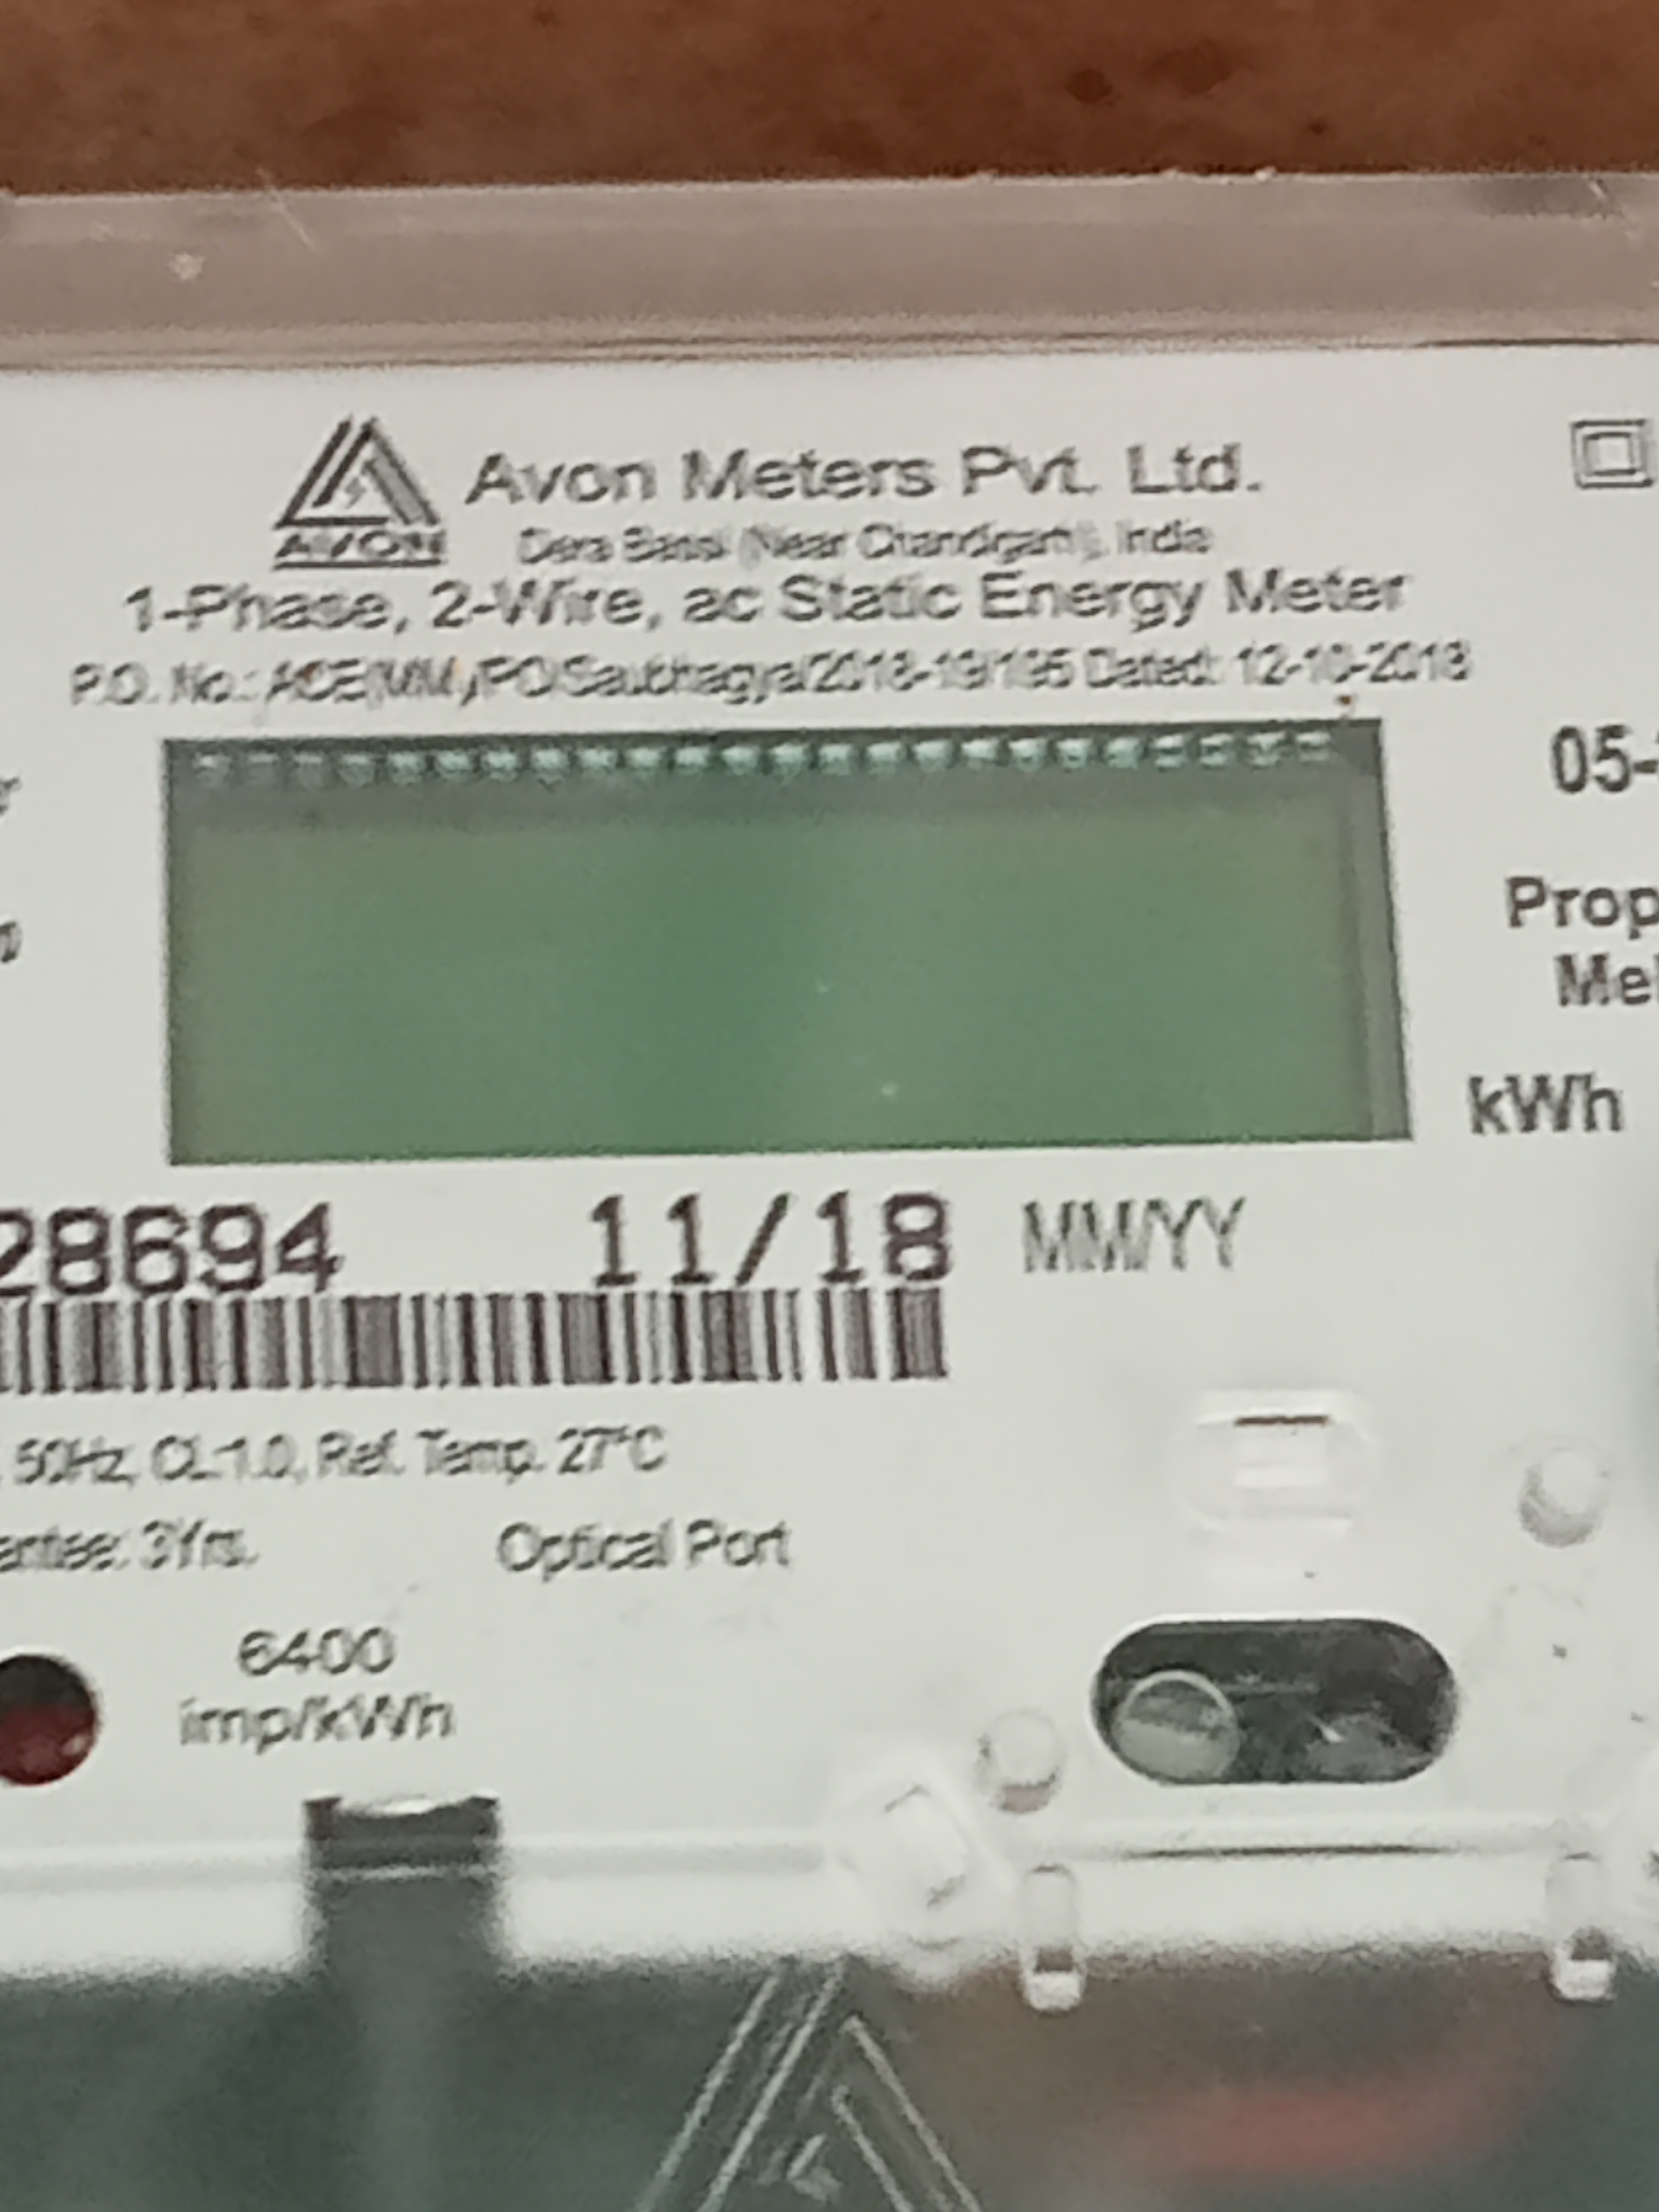 Avon Meters Pvt. Ltd.
AVON
Dera Bassi (Near Chandigarh), India
1-Phase, 2-Wire, ac Static Energy Meter
P.O. No.: ACE(MM)/PO/Saubhagya/2018-19/195 Dated: 12-10-2018
05-
Prop
kWh
28694 11/18 MM/YY
50Hz, CL-1.0, Ref. Temp. 27°C
antee: 3Yrs. Optical Port
6400
imp/kWh